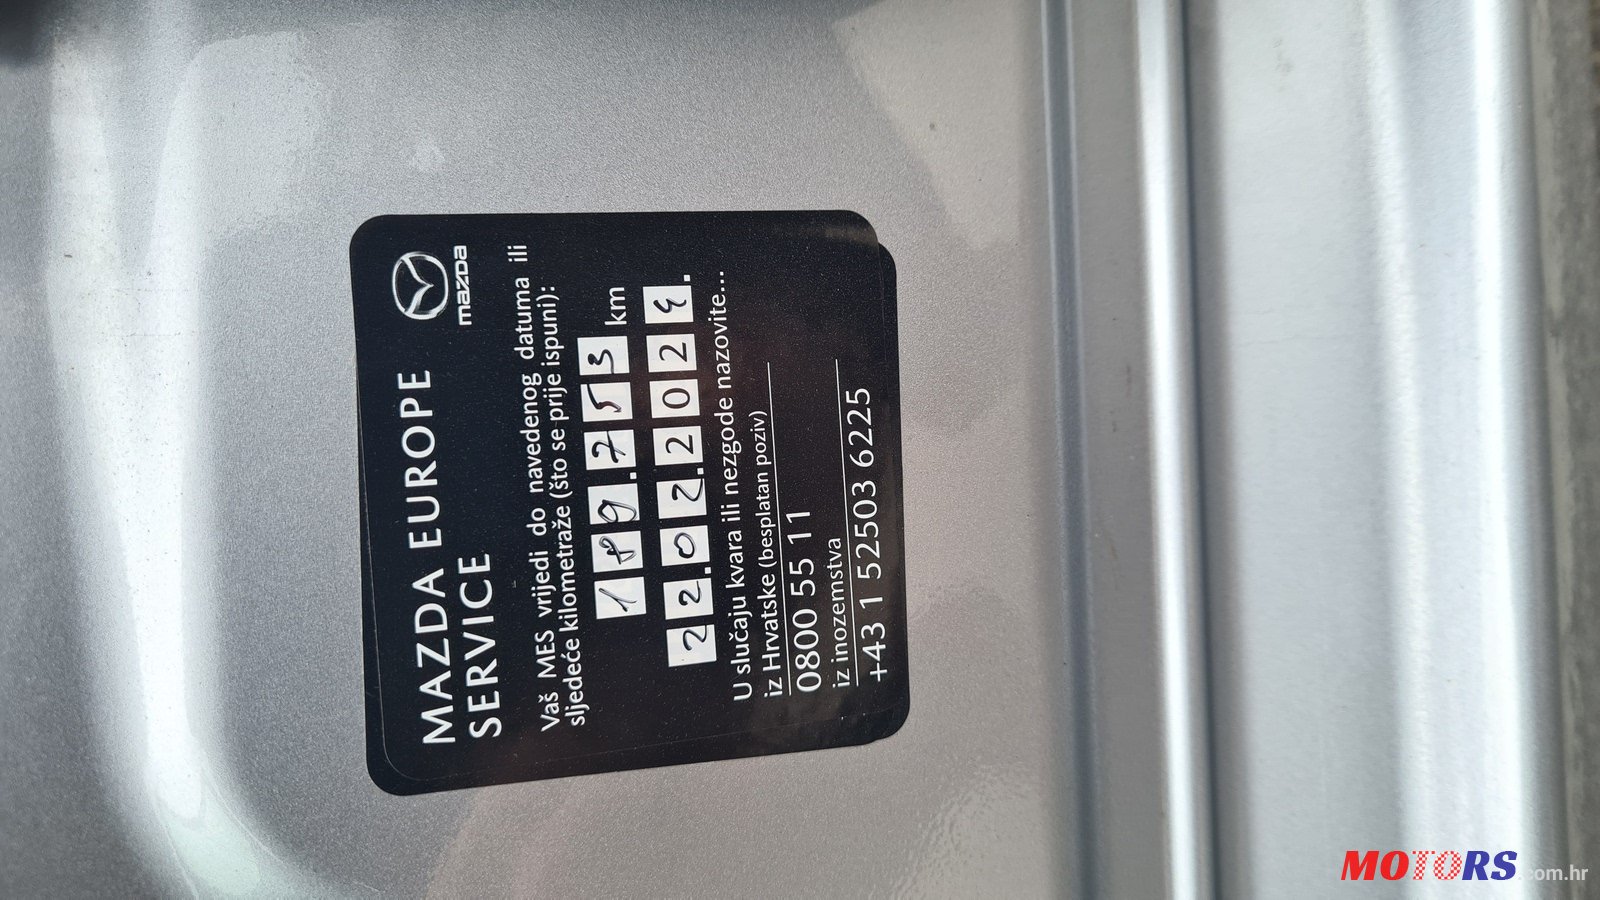 MAZDA EUROPE
SERVICE
mazda
Vaš MES vrijedi do navedenog datuma ili
sljedeće kilometraže (što se prije ispuni):
189.753 km
22.02.2024.
U slučaju kvara ili nezgode nazovite...
iz Hrvatske (besplatan poziv)
0800 55 11
iz inozemstva
+43 1 52503 6225
MOTORS.com.hr